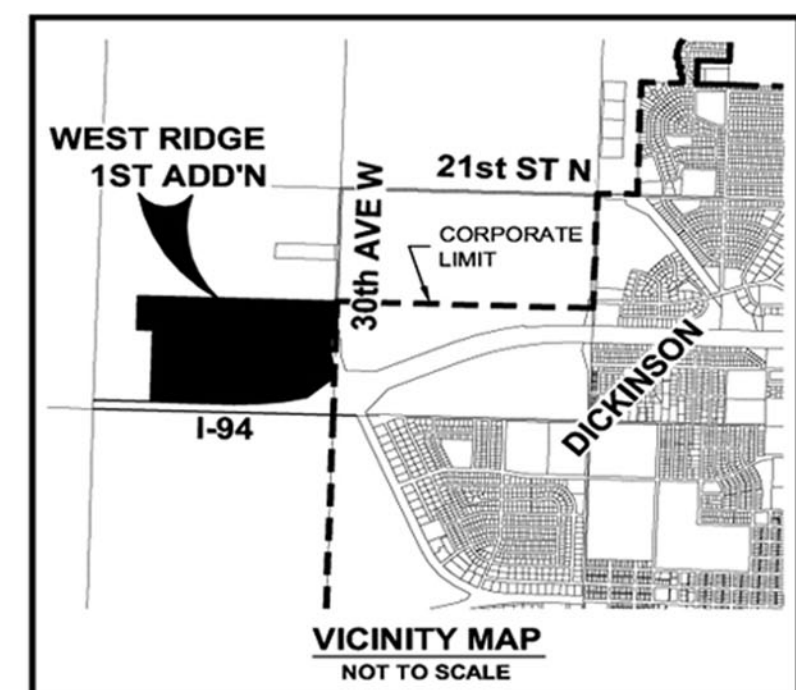 WEST RIDGE
1ST ADD'N
21st ST N
30th AVE W
CORPORATE
LIMIT
DICKINSON
I-94
VICINITY MAP
NOT TO SCALE